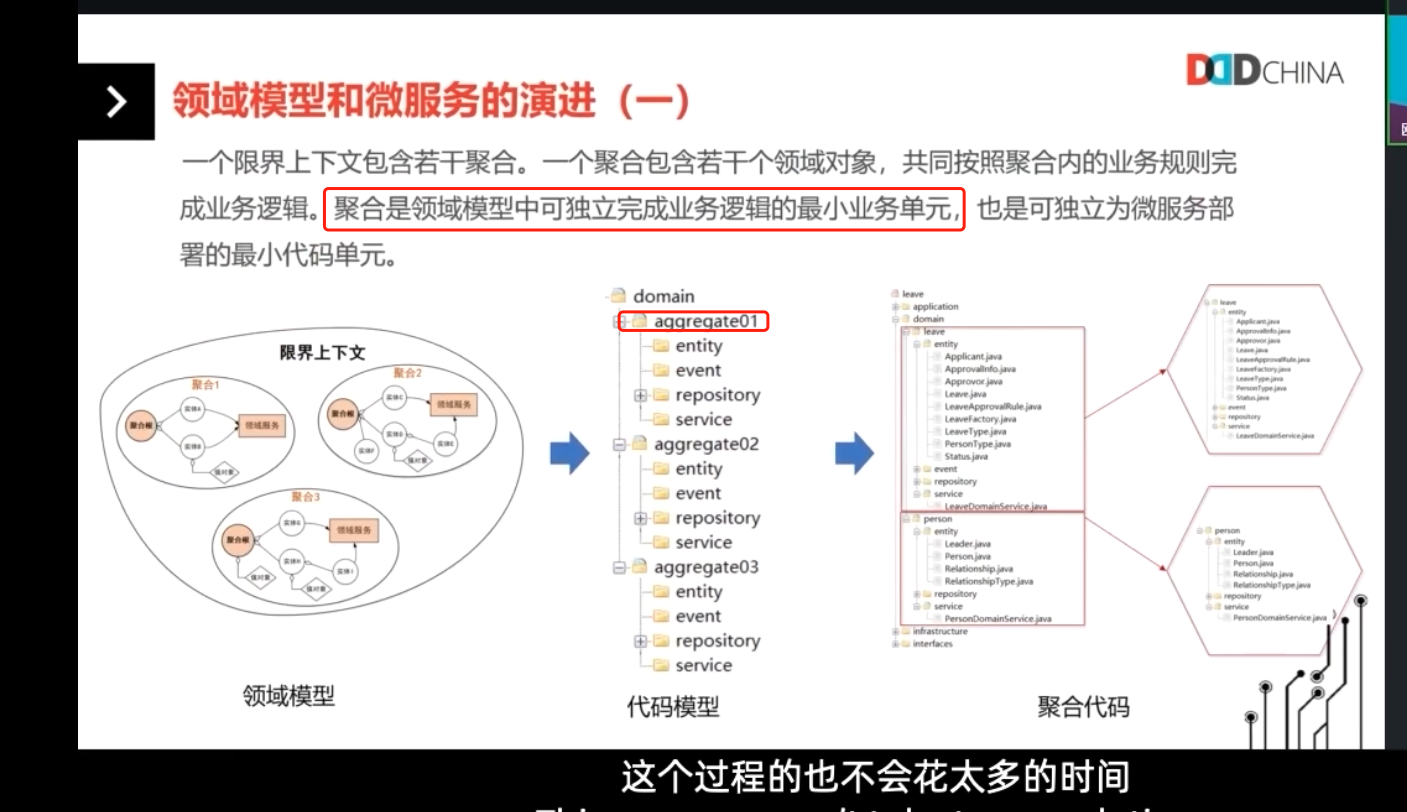 DDDCHINA
领域模型和微服务的演进（一）
一个限界上下文包含若干聚合。一个聚合包含若干个领域对象，共同按照聚合内的业务规则完
成业务逻辑。聚合是领域模型中可独立完成业务逻辑的最小业务单元，也是可独立为微服务部
署的最小代码单元。
限界上下文
聚合1
聚合根
实体A
实体B
领域服务
值对象
聚合2
聚合根
实体C
领域服务
实体D
实体E
实体F
值对象
聚合3
聚合根
实体G
领域服务
实体H
实体I
值对象
值对象
领域模型
domain
aggregate01
entity
event
repository
service
aggregate02
entity
event
repository
service
aggregate03
entity
event
repository
service
代码模型
leave
application
domain
leave
entity
Applicant.java
ApprovalInfo.java
Approvor.java
Leave.java
LeaveApprovalRule.java
LeaveFactory.java
LeaveType.java
PersonType.java
Status.java
event
repository
service
LeaveDomainService.java
person
entity
Leader.java
Person.java
Relationship.java
RelationshipType.java
repository
service
PersonDomainService.java
infrastructure
interfaces
leave
entity
Applicant.java
ApprovalInfo.java
Approvor.java
Leave.java
LeaveApprovalRule.java
LeaveFactory.java
LeaveType.java
PersonType.java
Status.java
event
repository
service
LeaveDomainService.java
person
entity
Leader.java
Person.java
Relationship.java
RelationshipType.java
repository
service
PersonDomainService.java
聚合代码
这个过程的也不会花太多的时间